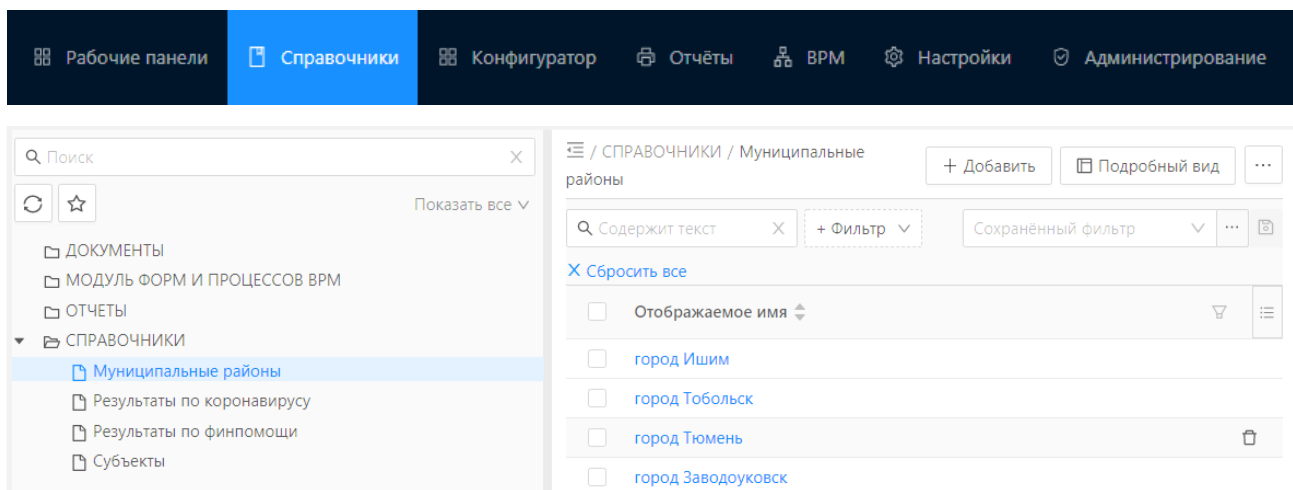 Рабочие панели Справочники Конфигуратор Отчёты BPM Настройки Администрирование
Поиск
Показать все
ДОКУМЕНТЫ
МОДУЛЬ ФОРМ И ПРОЦЕССОВ BPM
ОТЧЕТЫ
СПРАВОЧНИКИ
Муниципальные районы
Результаты по коронавирусу
Результаты по финпомощи
Субъекты
/ СПРАВОЧНИКИ / Муниципальные
районы
+ Добавить Подробный вид ...
Содержит текст + Фильтр Сохранённый фильтр ...
X Сбросить все
Отображаемое имя
город Ишим
город Тобольск
город Тюмень
город Заводоуковск